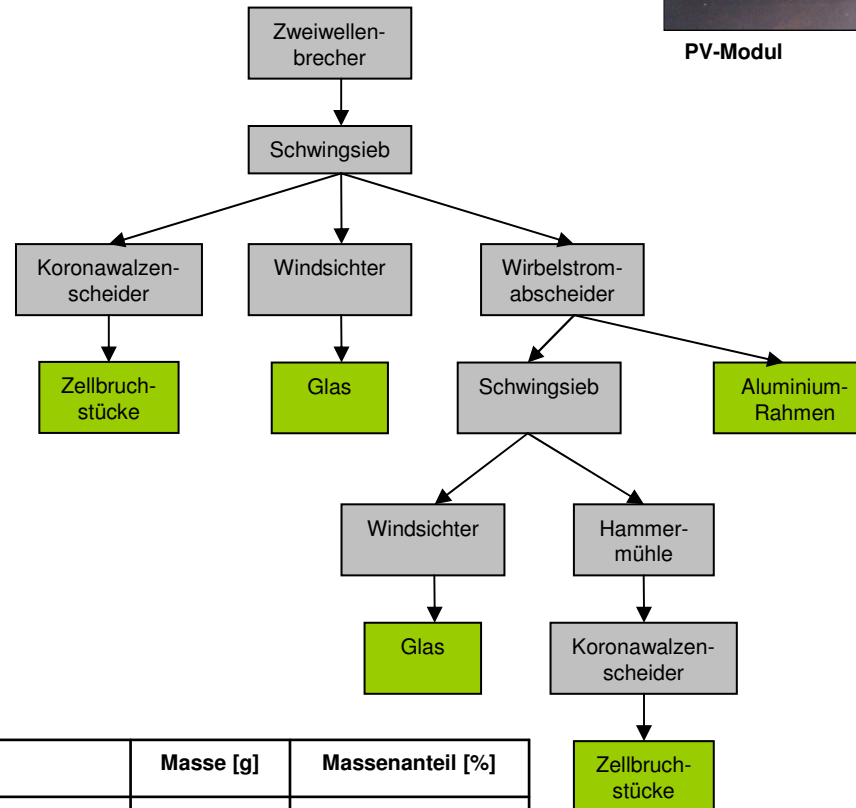 Zweiwellen-
brecher
PV-Modul
Schwingsieb
Koronawalzen-
scheider
Windsichter
Wirbelstrom-
abscheider
Zellbruch-
stücke
Glas
Schwingsieb
Aluminium-
Rahmen
Windsichter
Hammer-
mühle
Glas
Koronawalzen-
scheider
Masse [g]
Massenanteil [%]
Zellbruch-
stücke